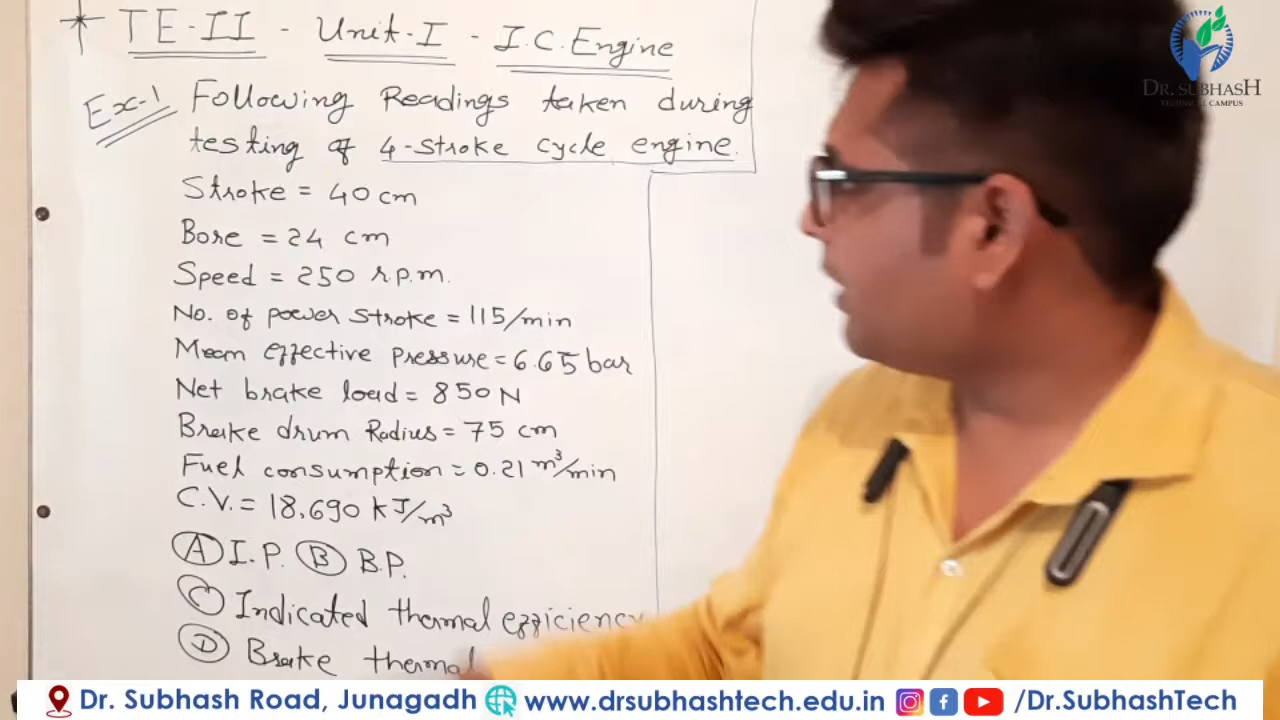 * TE-II - Unit-I - I.C. Engine
Ex-1 Following Readings taken during
testing of 4-stroke cycle engine.
Stroke = 40 cm
Bore = 24 cm
Speed = 250 r.p.m.
No. of power stroke = 115/min
Mean effective pressure = 6.65 bar
Net brake load = 850 N
Brake drum Radius = 75 cm
Fuel consumption = 0.21 m³/min
C.V. = 18,690 kJ/m³
(A) I.P. (B) B.P.
(C) Indicated thermal efficiency
(D) Brake thermal
DR. SUBHASH
TECHNICAL CAMPUS
Dr. Subhash Road, Junagadh www.drsubhashtech.edu.in /Dr.SubhashTech